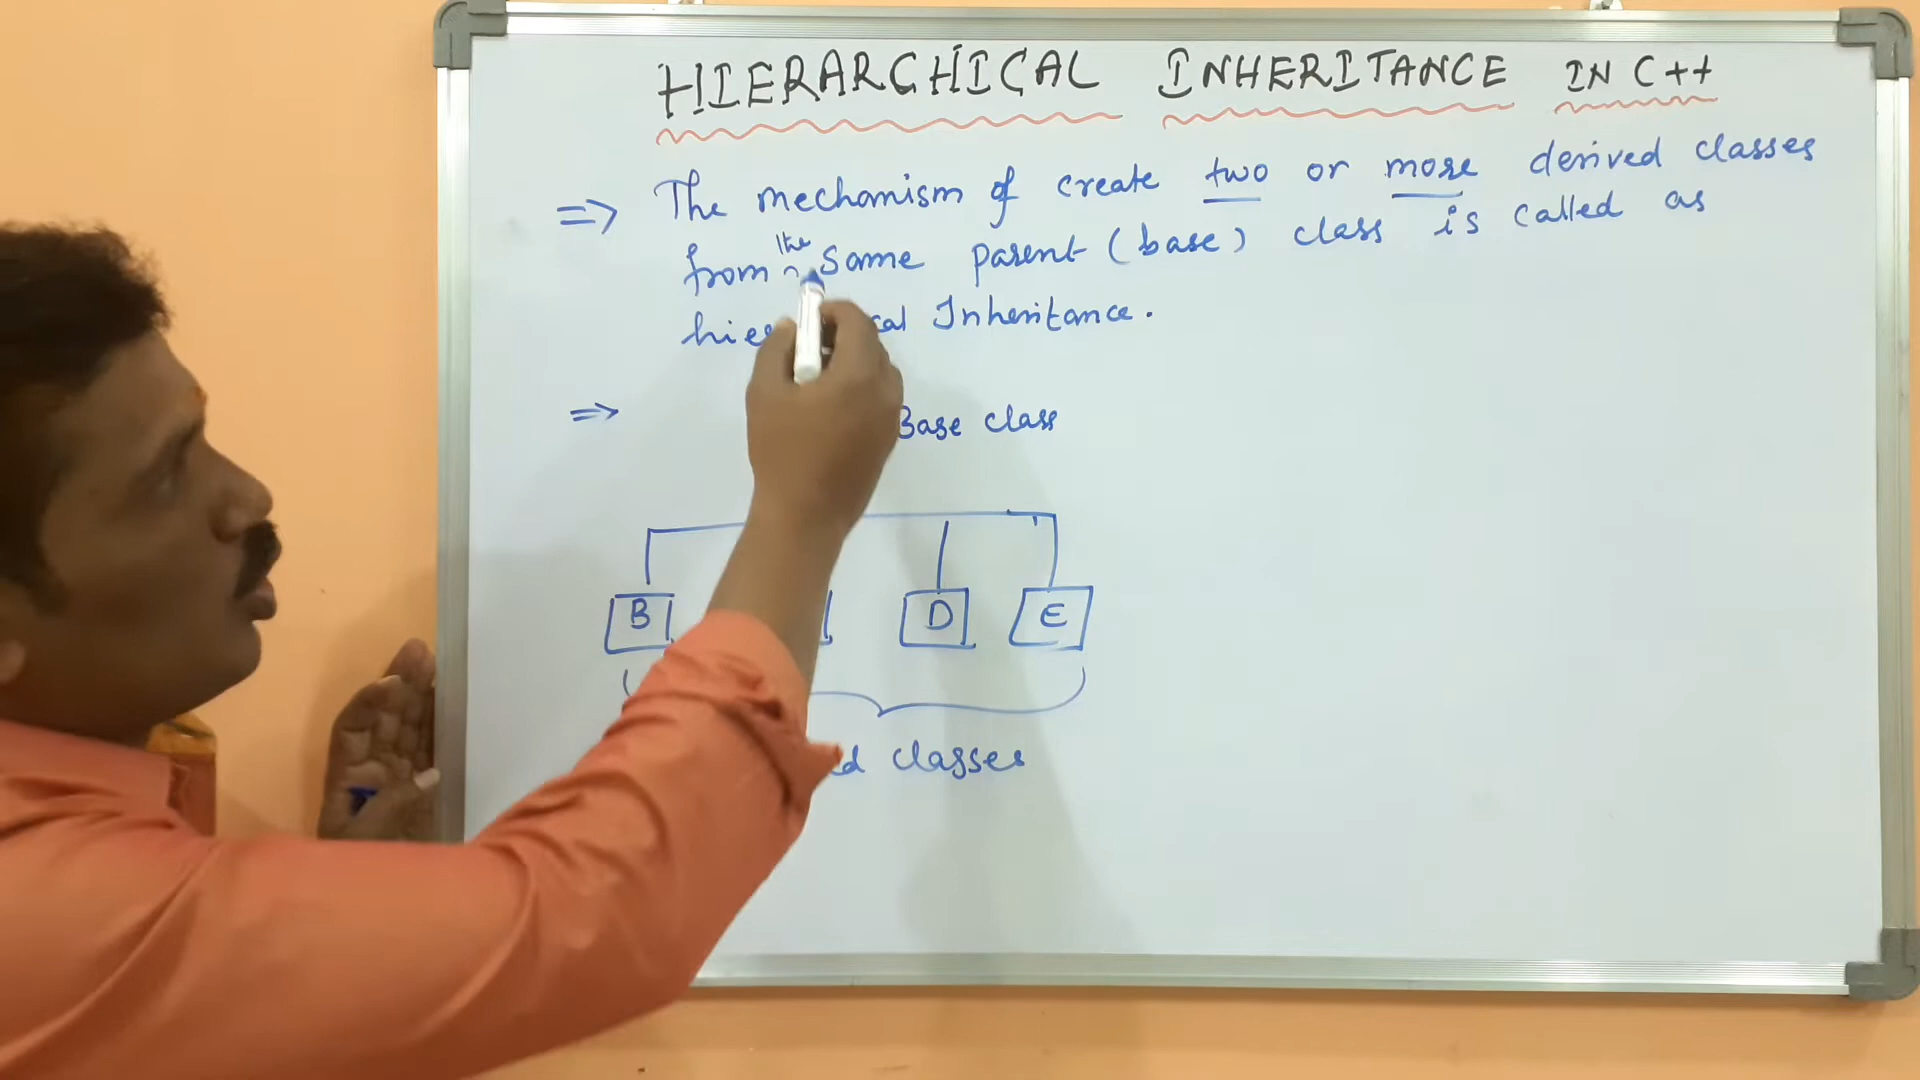 HIERARCHICAL INHERITANCE IN C++
=> The mechanism of create two or more derived classes
from the same parent (base) class is called as
Inheritance.
=> Base class
B D E
classes